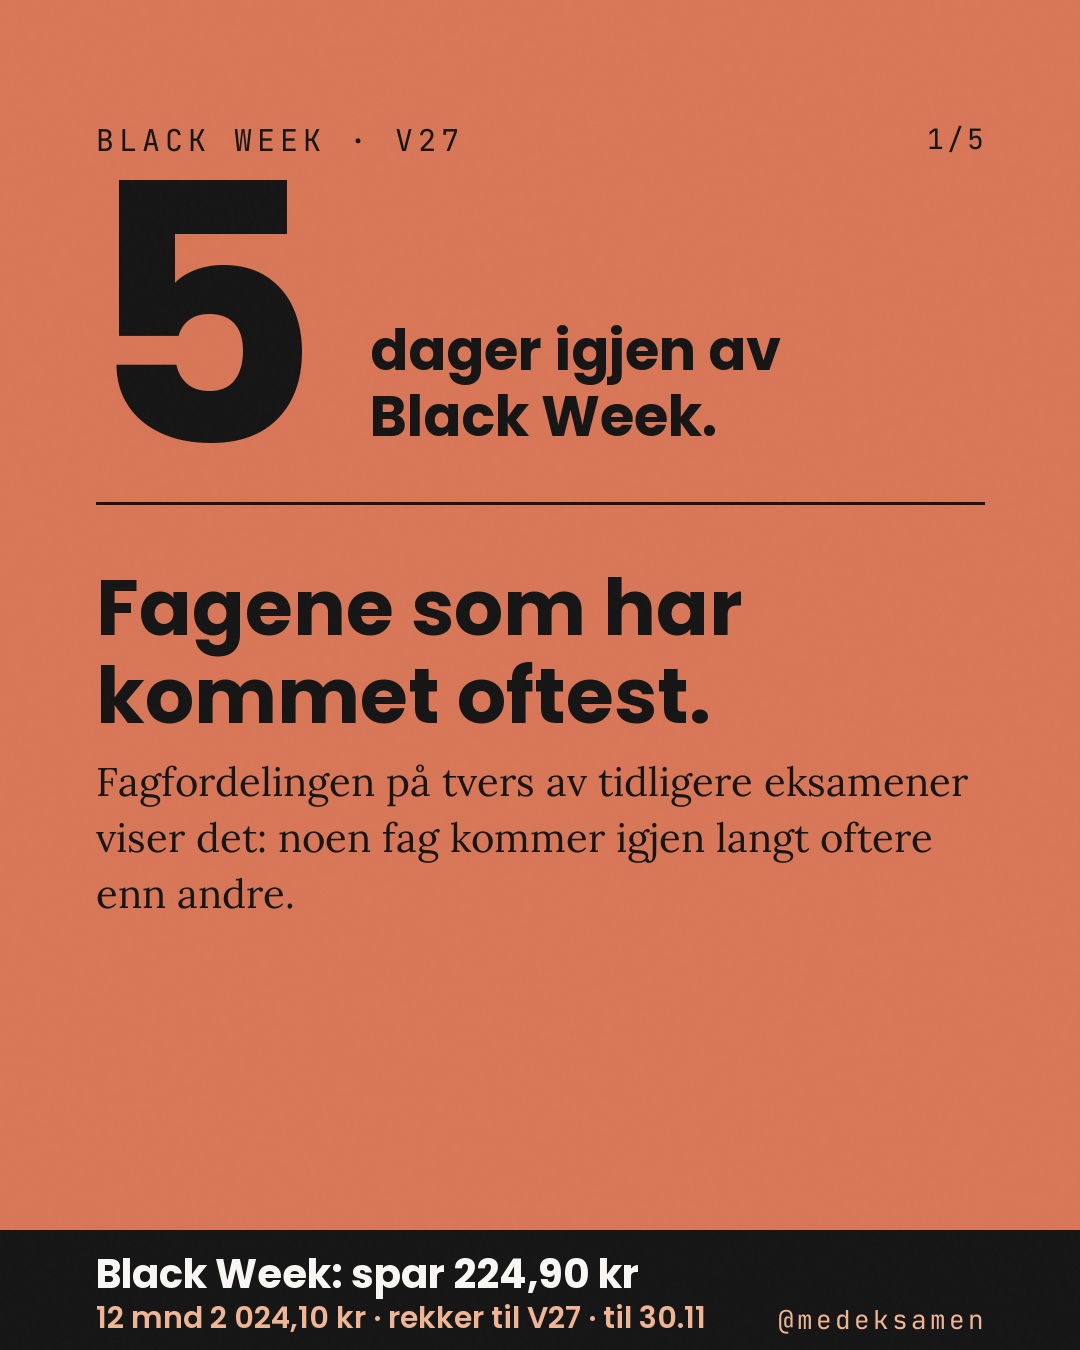 BLACK WEEK · V27
1/5
5
dager igjen av
Black Week.
Fagene som har
kommet oftest.
Fagfordelingen på tvers av tidligere eksamener
viser det: noen fag kommer igjen langt oftere
enn andre.
Black Week: spar 224,90 kr
12 mnd 2 024,10 kr · rekker til V27 · til 30.11
@medeksamen